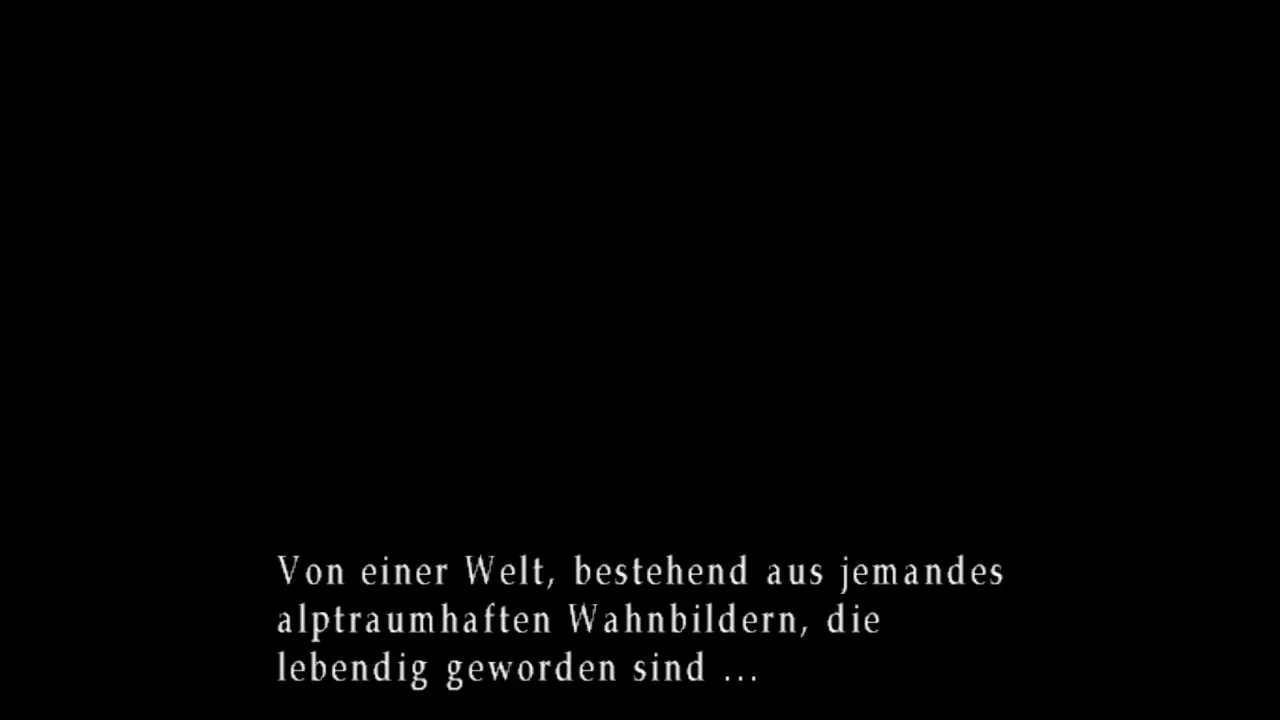 Von einer Welt, bestehend aus jemandes
alptraumhaften Wahnbildern, die
lebendig geworden sind ...